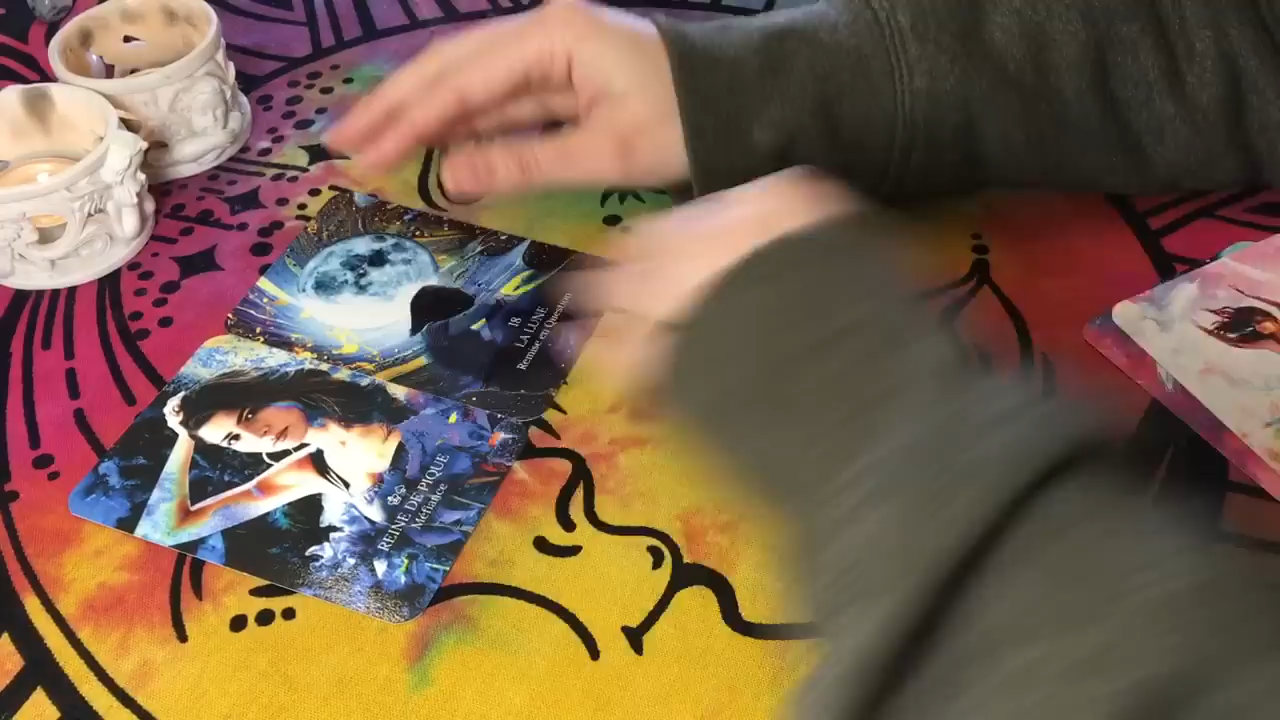 18
LA LUNE
Remise en Question
REINE DE PIQUE
Méfiance